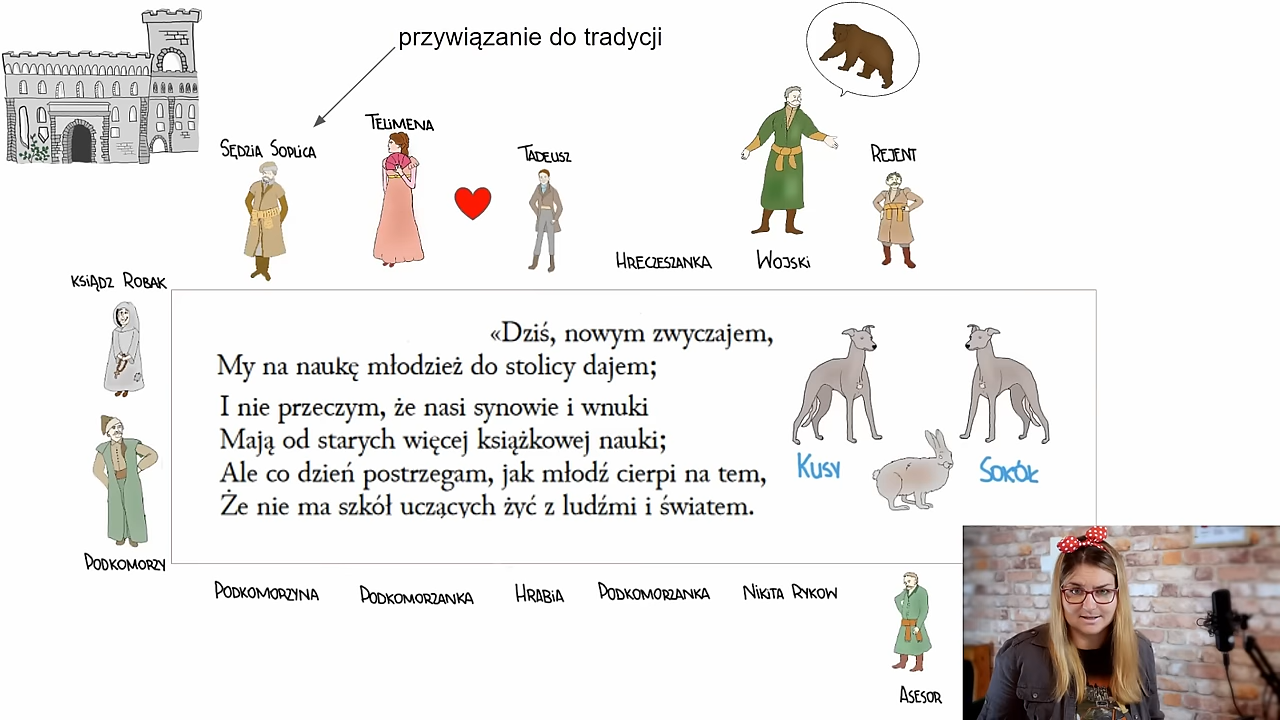 przywiązanie do tradycji
TELIMENA
SĘDZIA SOPLICA
TADEUSZ
REJENT
HRECZESZANKA
WOJSKI
KSIĄDZ ROBAK
«Dziś, nowym zwyczajem,
My na naukę młodzież do stolicy dajem;
I nie przeczym, że nasi synowie i wnuki
Mają od starych więcej książkowej nauki;
Ale co dzień postrzegam, jak młódź cierpi na tem,
Że nie ma szkół uczących żyć z ludźmi i światem.
KUSY
SOKÓŁ
PODKOMORZY
PODKOMORZYNA
PODKOMORZANKA
HRABIA
PODKOMORZANKA
NIKITA RYKOW
ASESOR